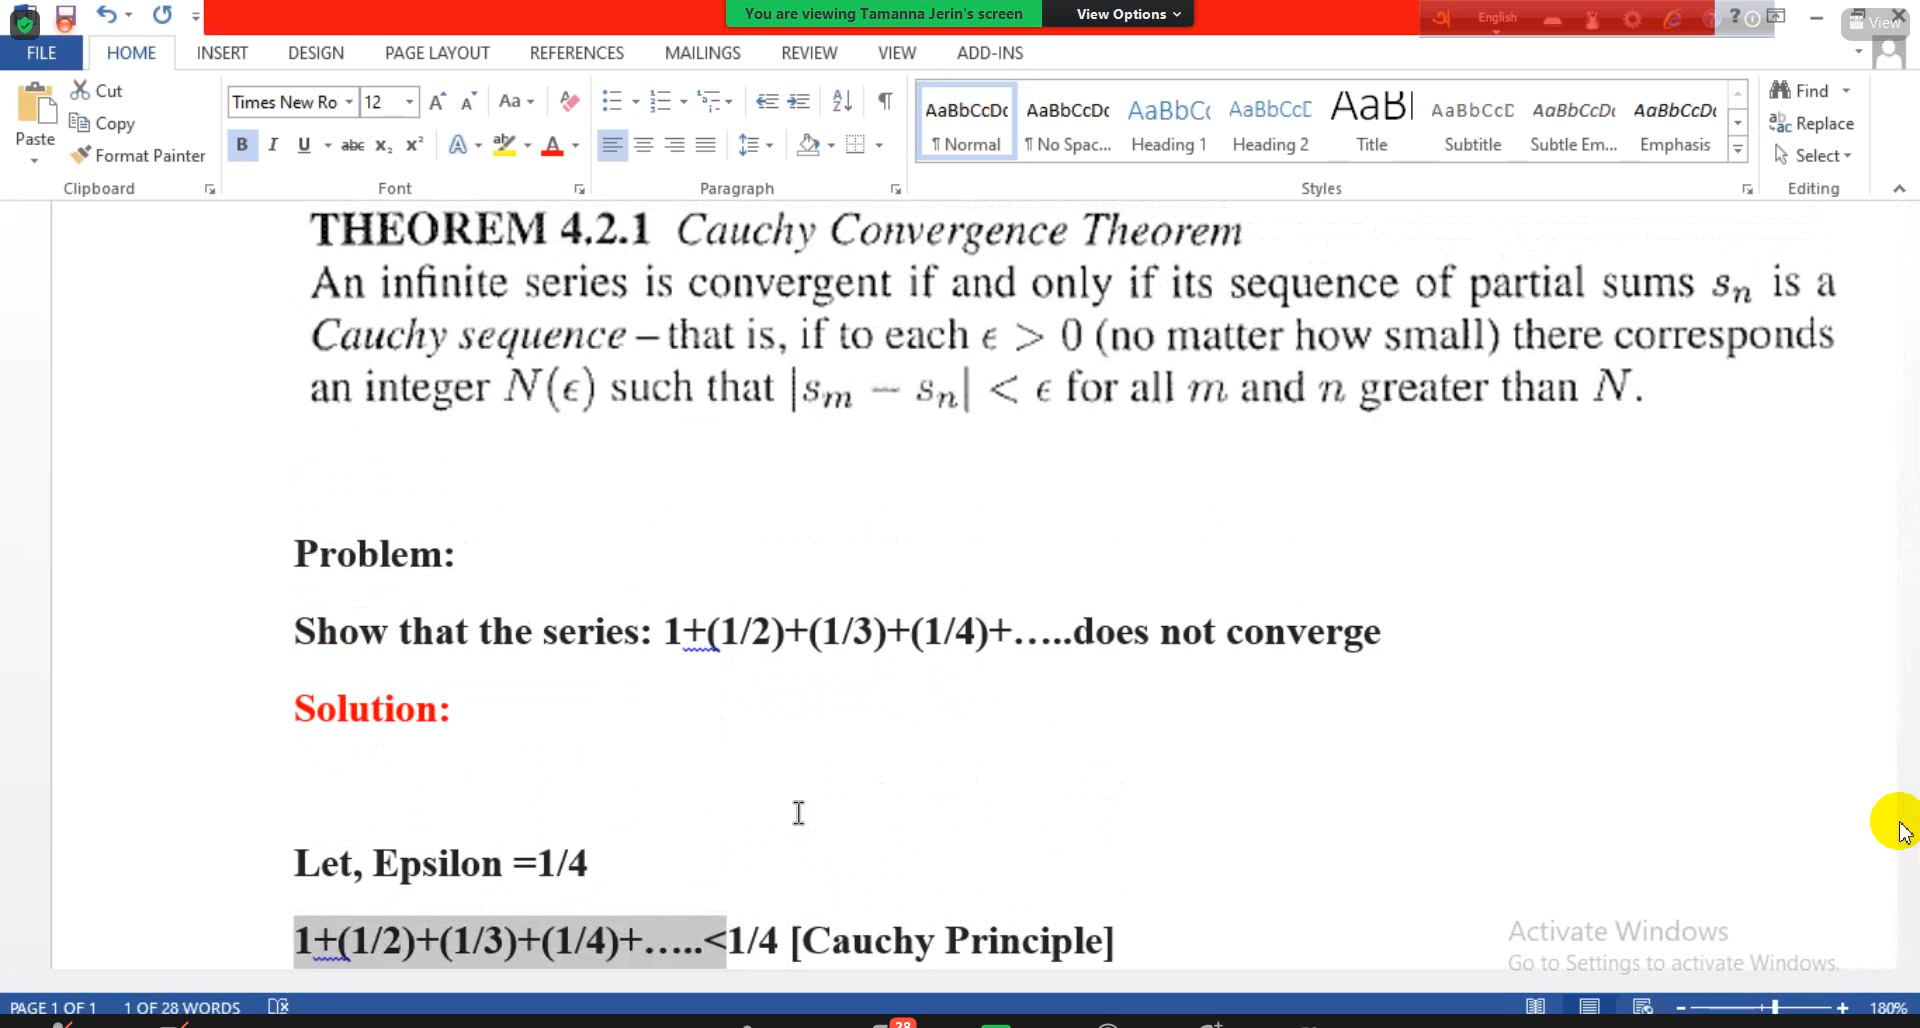 You are viewing Tamanna Jerin's screen
View Options
English
View
FILE HOME INSERT DESIGN PAGE LAYOUT REFERENCES MAILINGS REVIEW VIEW ADD-INS
Cut
Copy
Format Painter
Paste
Clipboard
Times New Ro 12
Font
Paragraph
AaBbCcDc AaBbCcDc AaBbC AaBbCcD AaB AaBbCcD AaBbCcDc AaBbCcDc
¶ Normal ¶ No Spac... Heading 1 Heading 2 Title Subtitle Subtle Em... Emphasis
Styles
Find
Replace
Select
Editing
THEOREM 4.2.1 Cauchy Convergence Theorem
An infinite series is convergent if and only if its sequence of partial sums sₙ is a
Cauchy sequence – that is, if to each ϵ > 0 (no matter how small) there corresponds
an integer N(ϵ) such that |sₘ − sₙ| < ϵ for all m and n greater than N.
Problem:
Show that the series: 1+(1/2)+(1/3)+(1/4)+…..does not converge
Solution:
Let, Epsilon =1/4
1+(1/2)+(1/3)+(1/4)+…..<1/4 [Cauchy Principle]
Activate Windows
Go to Settings to activate Windows.
PAGE 1 OF 1 1 OF 28 WORDS
180%
28